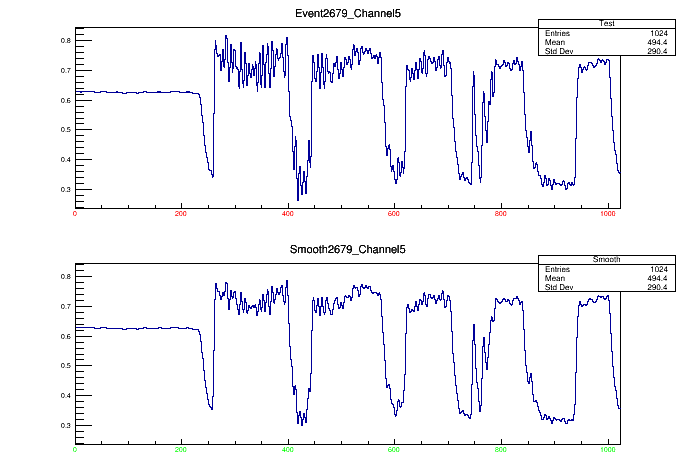 Event2679_Channel5
Test
Entries 1024
Mean 494.4
Std Dev 290.4
0.8
0.7
0.6
0.5
0.4
0.3
0 200 400 600 800 1000
Smooth2679_Channel5
Smooth
Entries 1024
Mean 494.4
Std Dev 290.4
0.8
0.7
0.6
0.5
0.4
0.3
0 200 400 600 800 1000